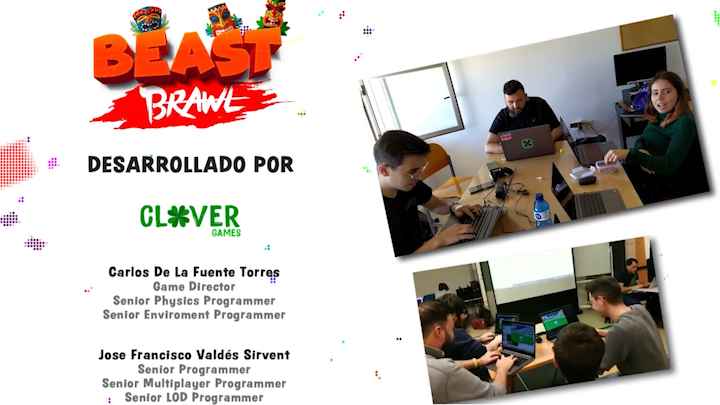 BEAST
BRAWL
DESARROLLADO POR
CLOVER
GAMES
Carlos De La Fuente Torres
Game Director
Senior Physics Programmer
Senior Enviroment Programmer
Jose Francisco Valdés Sirvent
Senior Programmer
Senior Multiplayer Programmer
Senior LOD Programmer